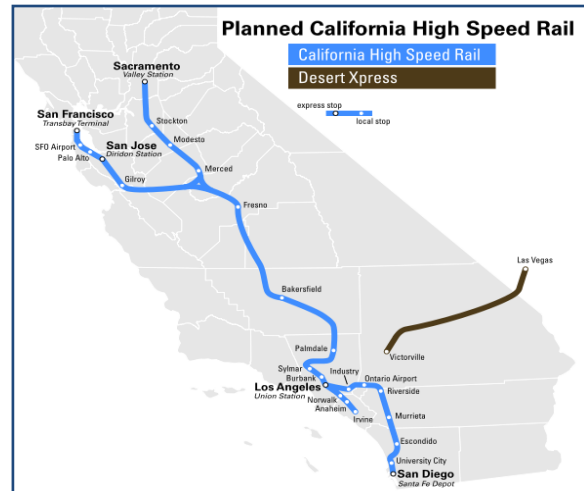 Planned California High Speed Rail
California High Speed Rail
Desert Xpress
express stop
local stop
Sacramento
Valley Station
Stockton
Modesto
San Francisco
Transbay Terminal
SFO Airport
Palo Alto
San Jose
Diridon Station
Gilroy
Merced
Fresno
Bakersfield
Las Vegas
Victorville
Palmdale
Sylmar
Burbank
Industry
Ontario Airport
Los Angeles
Union Station
Riverside
Norwalk
Anaheim
Irvine
Murrieta
Escondido
University City
San Diego
Santa Fe Depot